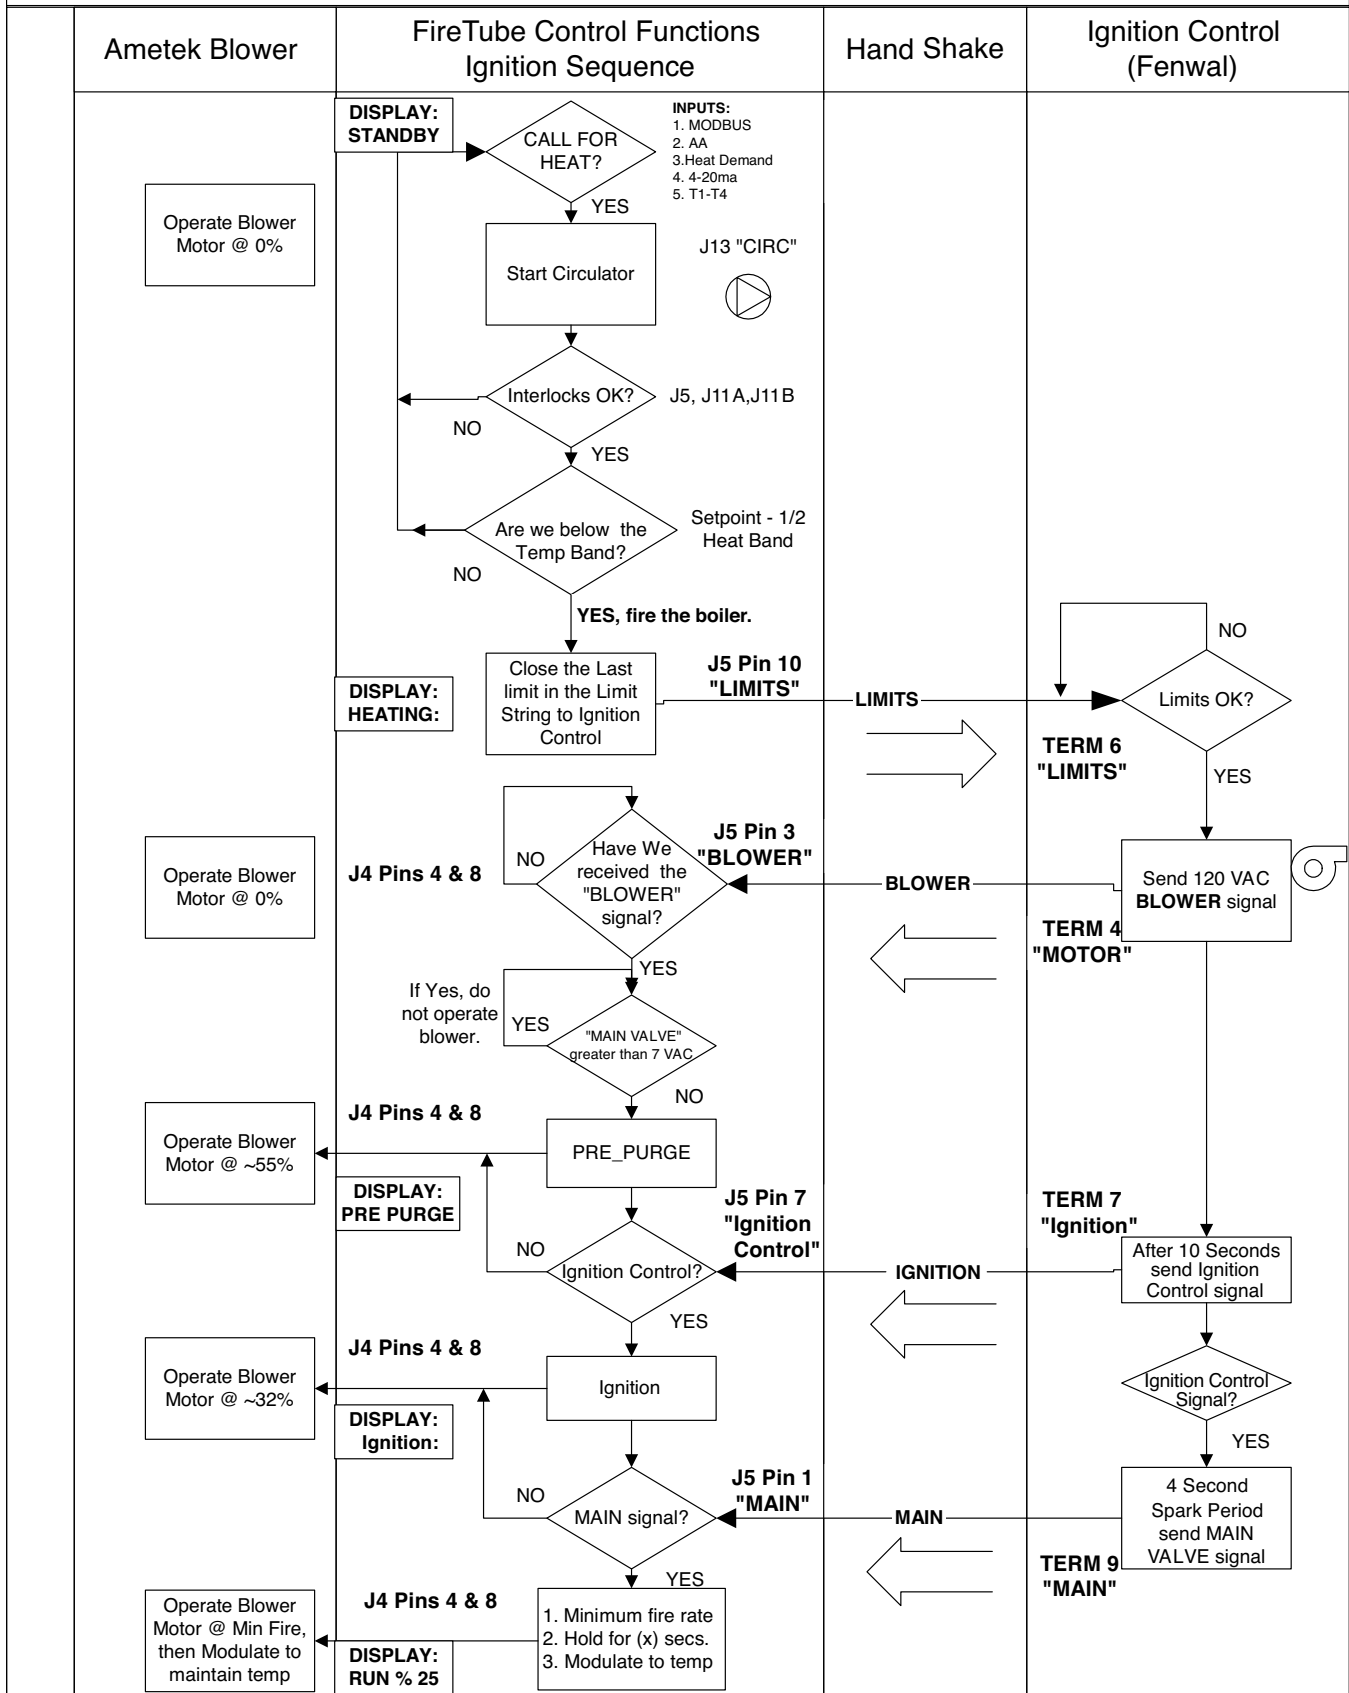 Ametek Blower
FireTube Control Functions
Ignition Sequence
Hand Shake
Ignition Control
(Fenwal)
DISPLAY:
STANDBY
CALL FOR
HEAT?
INPUTS:
1. MODBUS
2. AA
3.Heat Demand
4. 4-20ma
5. T1-T4
YES
Operate Blower
Motor @ 0%
Start Circulator
J13 "CIRC"
Interlocks OK?
J5, J11A,J11B
NO
YES
Are we below the
Temp Band?
Setpoint - 1/2
Heat Band
NO
YES, fire the boiler.
DISPLAY:
HEATING:
Close the Last
limit in the Limit
String to Ignition
Control
J5 Pin 10
"LIMITS"
LIMITS
NO
Limits OK?
TERM 6
"LIMITS"
YES
Operate Blower
Motor @ 0%
J4 Pins 4 & 8
NO
Have We
received the
"BLOWER"
signal?
J5 Pin 3
"BLOWER"
BLOWER
Send 120 VAC
BLOWER signal
TERM 4
"MOTOR"
YES
If Yes, do
not operate
blower.
YES
"MAIN VALVE"
greater than 7 VAC
NO
J4 Pins 4 & 8
Operate Blower
Motor @ ~55%
PRE_PURGE
DISPLAY:
PRE PURGE
J5 Pin 7
"Ignition
Control"
TERM 7
"Ignition"
NO
Ignition Control?
IGNITION
After 10 Seconds
send Ignition
Control signal
YES
J4 Pins 4 & 8
Operate Blower
Motor @ ~32%
Ignition
Ignition Control
Signal?
DISPLAY:
Ignition:
YES
NO
MAIN signal?
J5 Pin 1
"MAIN"
MAIN
4 Second
Spark Period
send MAIN
VALVE signal
TERM 9
"MAIN"
YES
J4 Pins 4 & 8
Operate Blower
Motor @ Min Fire,
then Modulate to
maintain temp
1. Minimum fire rate
2. Hold for (x) secs.
3. Modulate to temp
DISPLAY:
RUN % 25